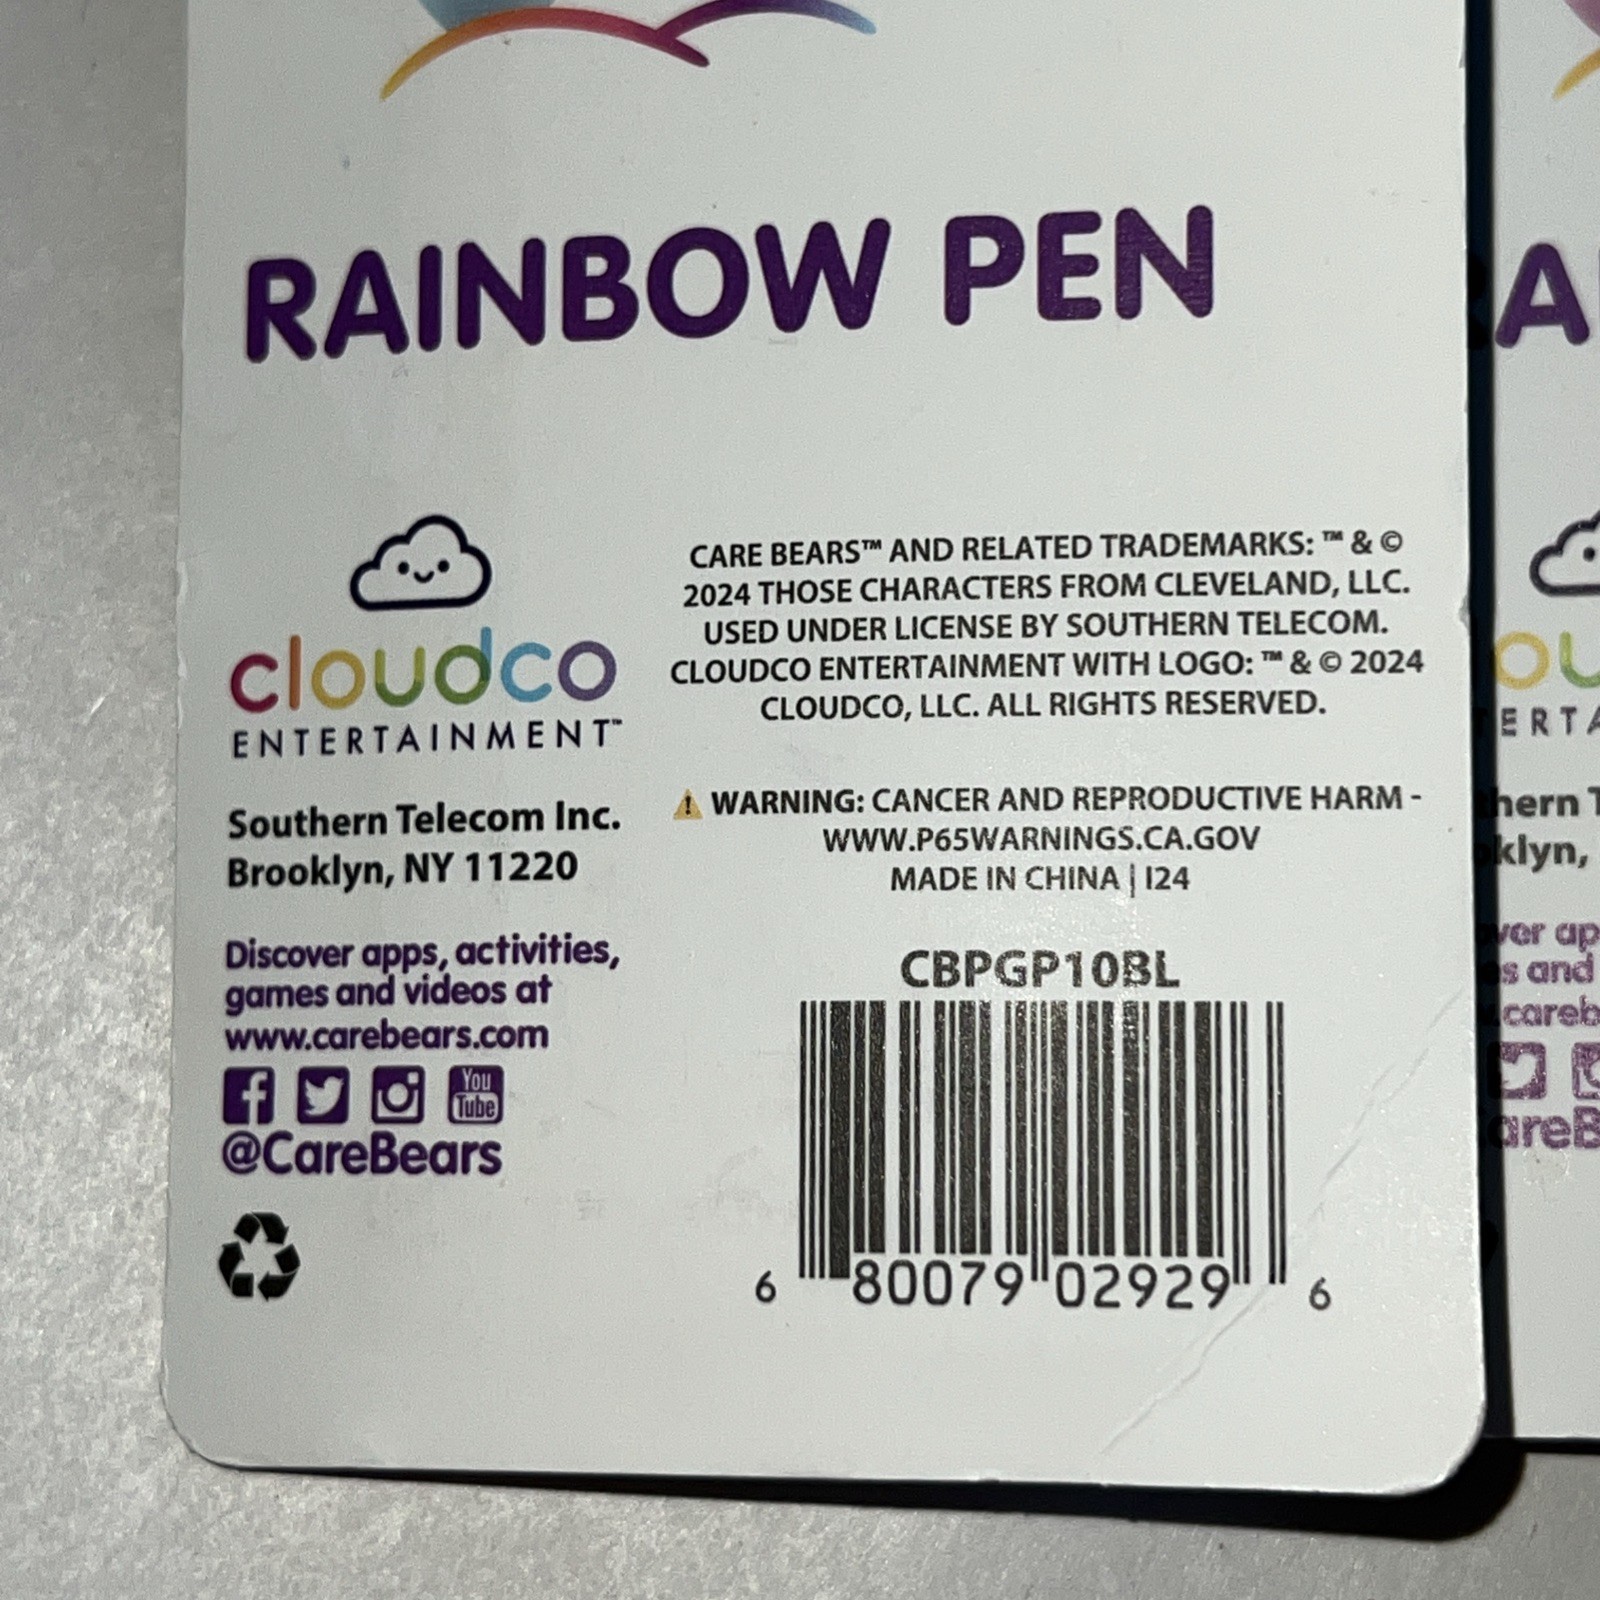 RAINBOW PEN
cloudco
ENTERTAINMENT™
Southern Telecom Inc.
Brooklyn, NY 11220
Discover apps, activities,
games and videos at
www.carebears.com
You
Tube
@CareBears
CARE BEARS™ AND RELATED TRADEMARKS: ™ & ©
2024 THOSE CHARACTERS FROM CLEVELAND, LLC.
USED UNDER LICENSE BY SOUTHERN TELECOM.
CLOUDCO ENTERTAINMENT WITH LOGO: ™ & © 2024
CLOUDCO, LLC. ALL RIGHTS RESERVED.
WARNING: CANCER AND REPRODUCTIVE HARM -
WWW.P65WARNINGS.CA.GOV
MADE IN CHINA | I24
CBPGP10BL
6 80079 02929 6